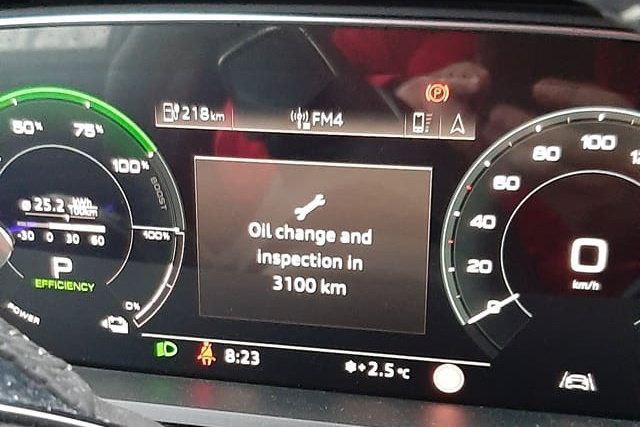 218 km
FM4
50%
75%
100%
BOOST
25.2 kWh
100km
-30 0 30 60
100%
P
EFFICIENCY
0%
POWER
Oil change and
inspection in
3100 km
P
100
80
60
40
20
0
0
km/h
8:23
+2.5 °C